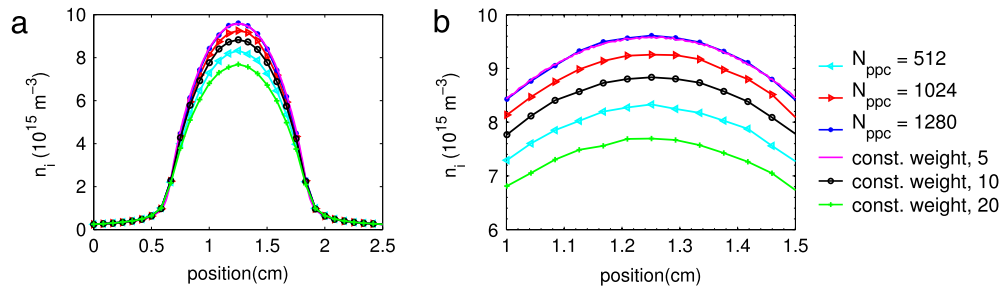 a
n_i (10^15 m^-3)
10
8
6
4
2
0
0 0.5 1 1.5 2 2.5
position(cm)
b
n_i (10^15 m^-3)
10
9
8
7
6
1 1.1 1.2 1.3 1.4 1.5
position(cm)
N_ppc = 512
N_ppc = 1024
N_ppc = 1280
const. weight, 5
const. weight, 10
const. weight, 20